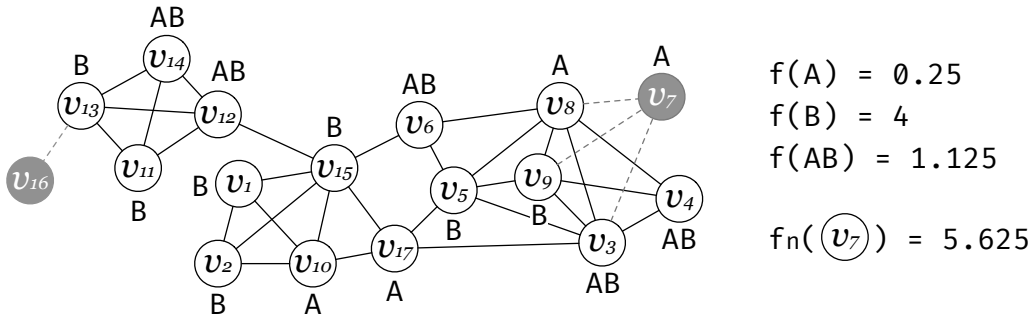 AB
B
v14
AB
A
A
f(A) = 0.25
v13
v12
AB
v8
v7
f(B) = 4
v6
B
f(AB) = 1.125
v16
v11
B
B
v1
v15
v5
v9
B
B
v4
AB
fn(v7) = 5.625
v2
v10
v17
v3
B
A
A
AB